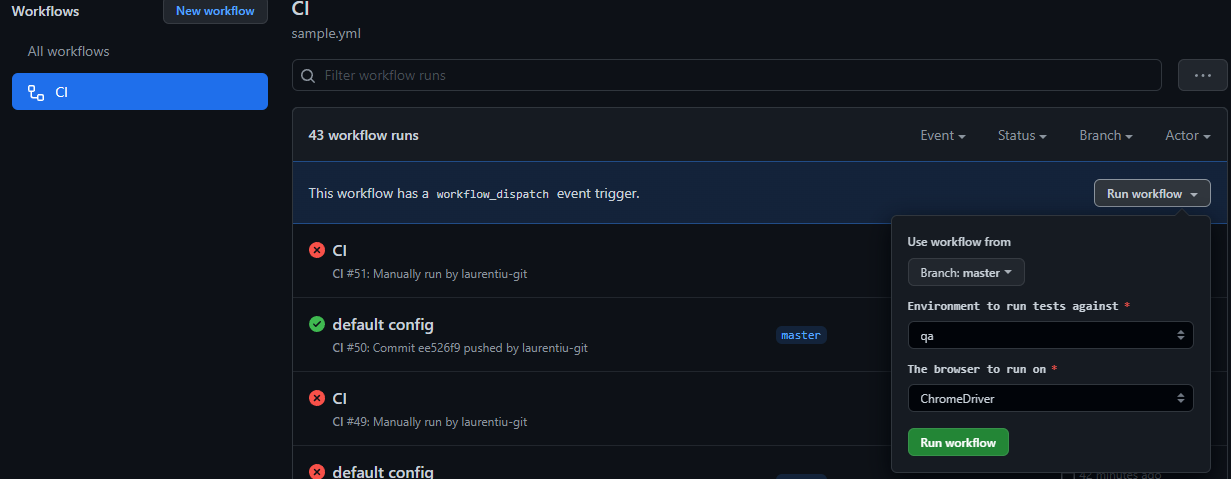 Workflows
New workflow
All workflows
CI
CI
sample.yml
Filter workflow runs
43 workflow runs
Event
Status
Branch
Actor
This workflow has a workflow_dispatch event trigger.
Run workflow
Use workflow from
Branch: master
Environment to run tests against *
qa
The browser to run on *
ChromeDriver
Run workflow
CI
CI #51: Manually run by laurentiu-git
default config
CI #50: Commit ee526f9 pushed by laurentiu-git
master
CI
CI #49: Manually run by laurentiu-git
default config
42 minutes ago